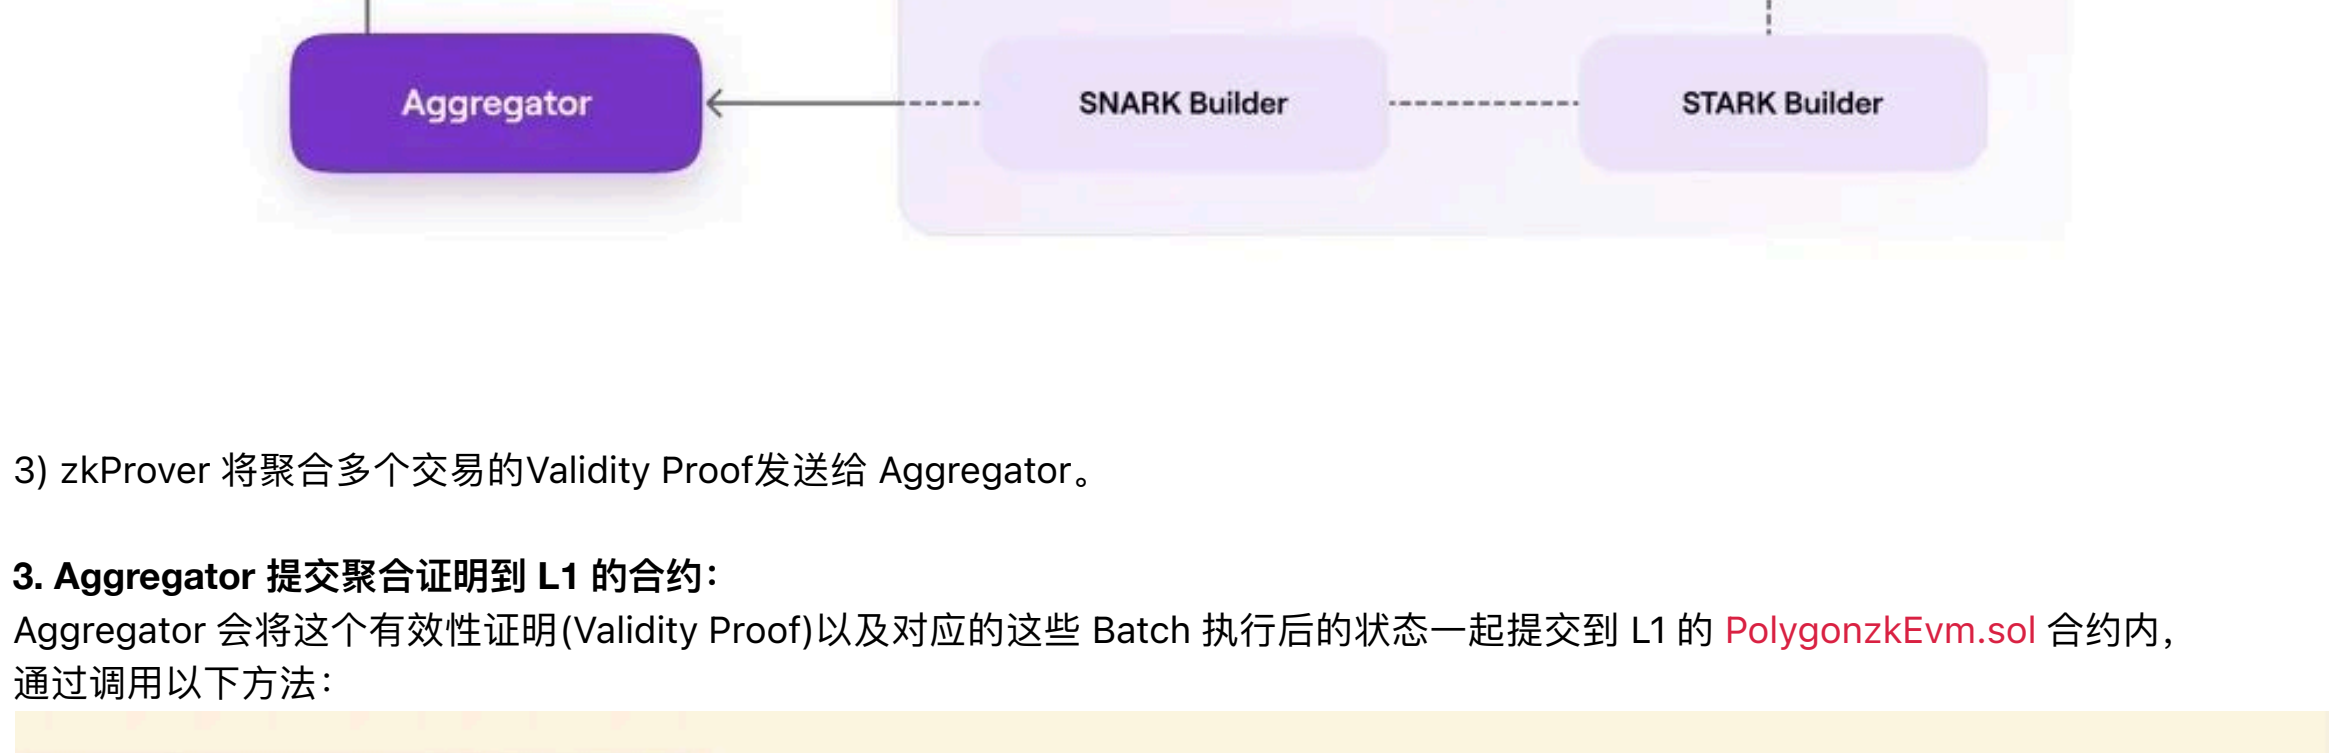 Aggregator
SNARK Builder
STARK Builder
3) zkProver 将聚合多个交易的Validity Proof发送给 Aggregator。
3. Aggregator 提交聚合证明到 L1 的合约：
Aggregator 会将这个有效性证明(Validity Proof)以及对应的这些 Batch 执行后的状态一起提交到 L1 的 PolygonzkEvm.sol 合约内，
通过调用以下方法：